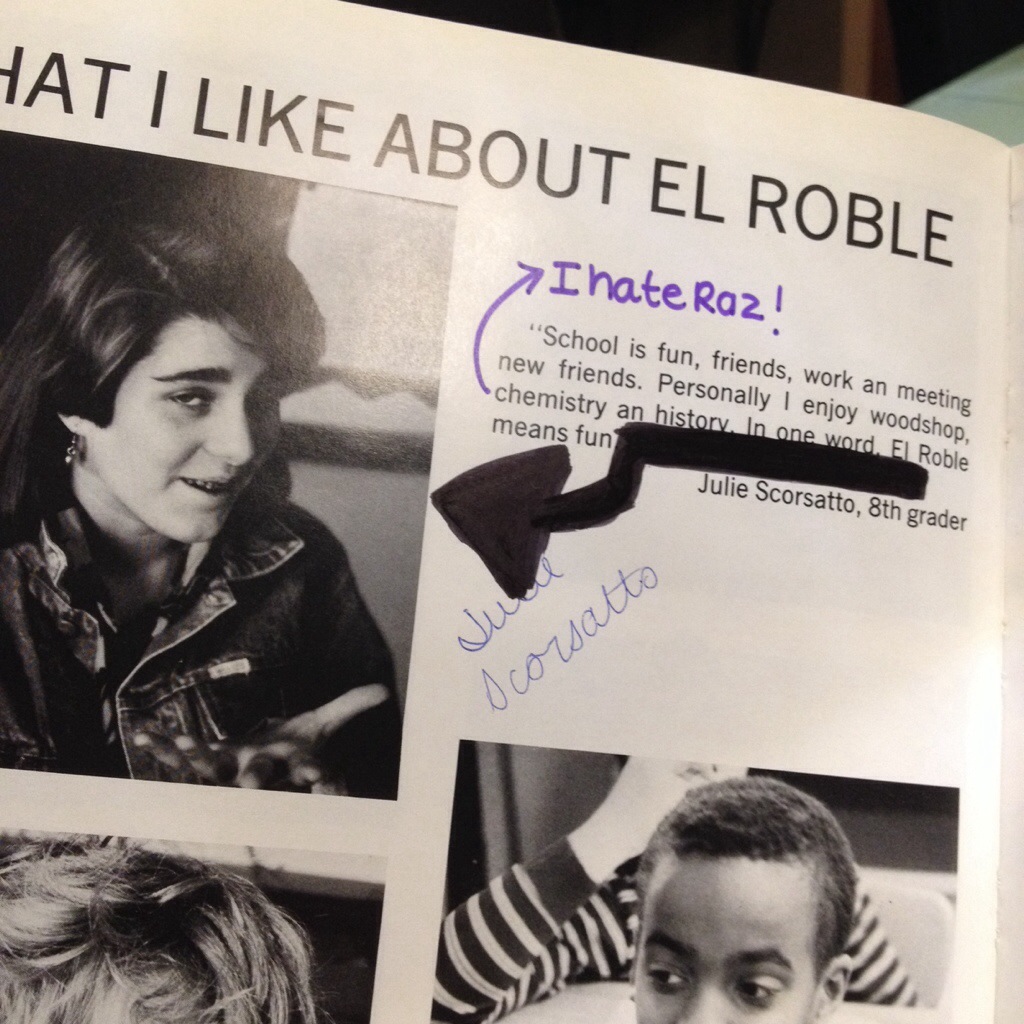 HAT I LIKE ABOUT EL ROBLE
I hate Raz!
"School is fun, friends, work an meeting
new friends. Personally I enjoy woodshop,
chemistry an history. In one word, El Roble
means fun
Julie Scorsatto, 8th grader
Julie
Scorsatto